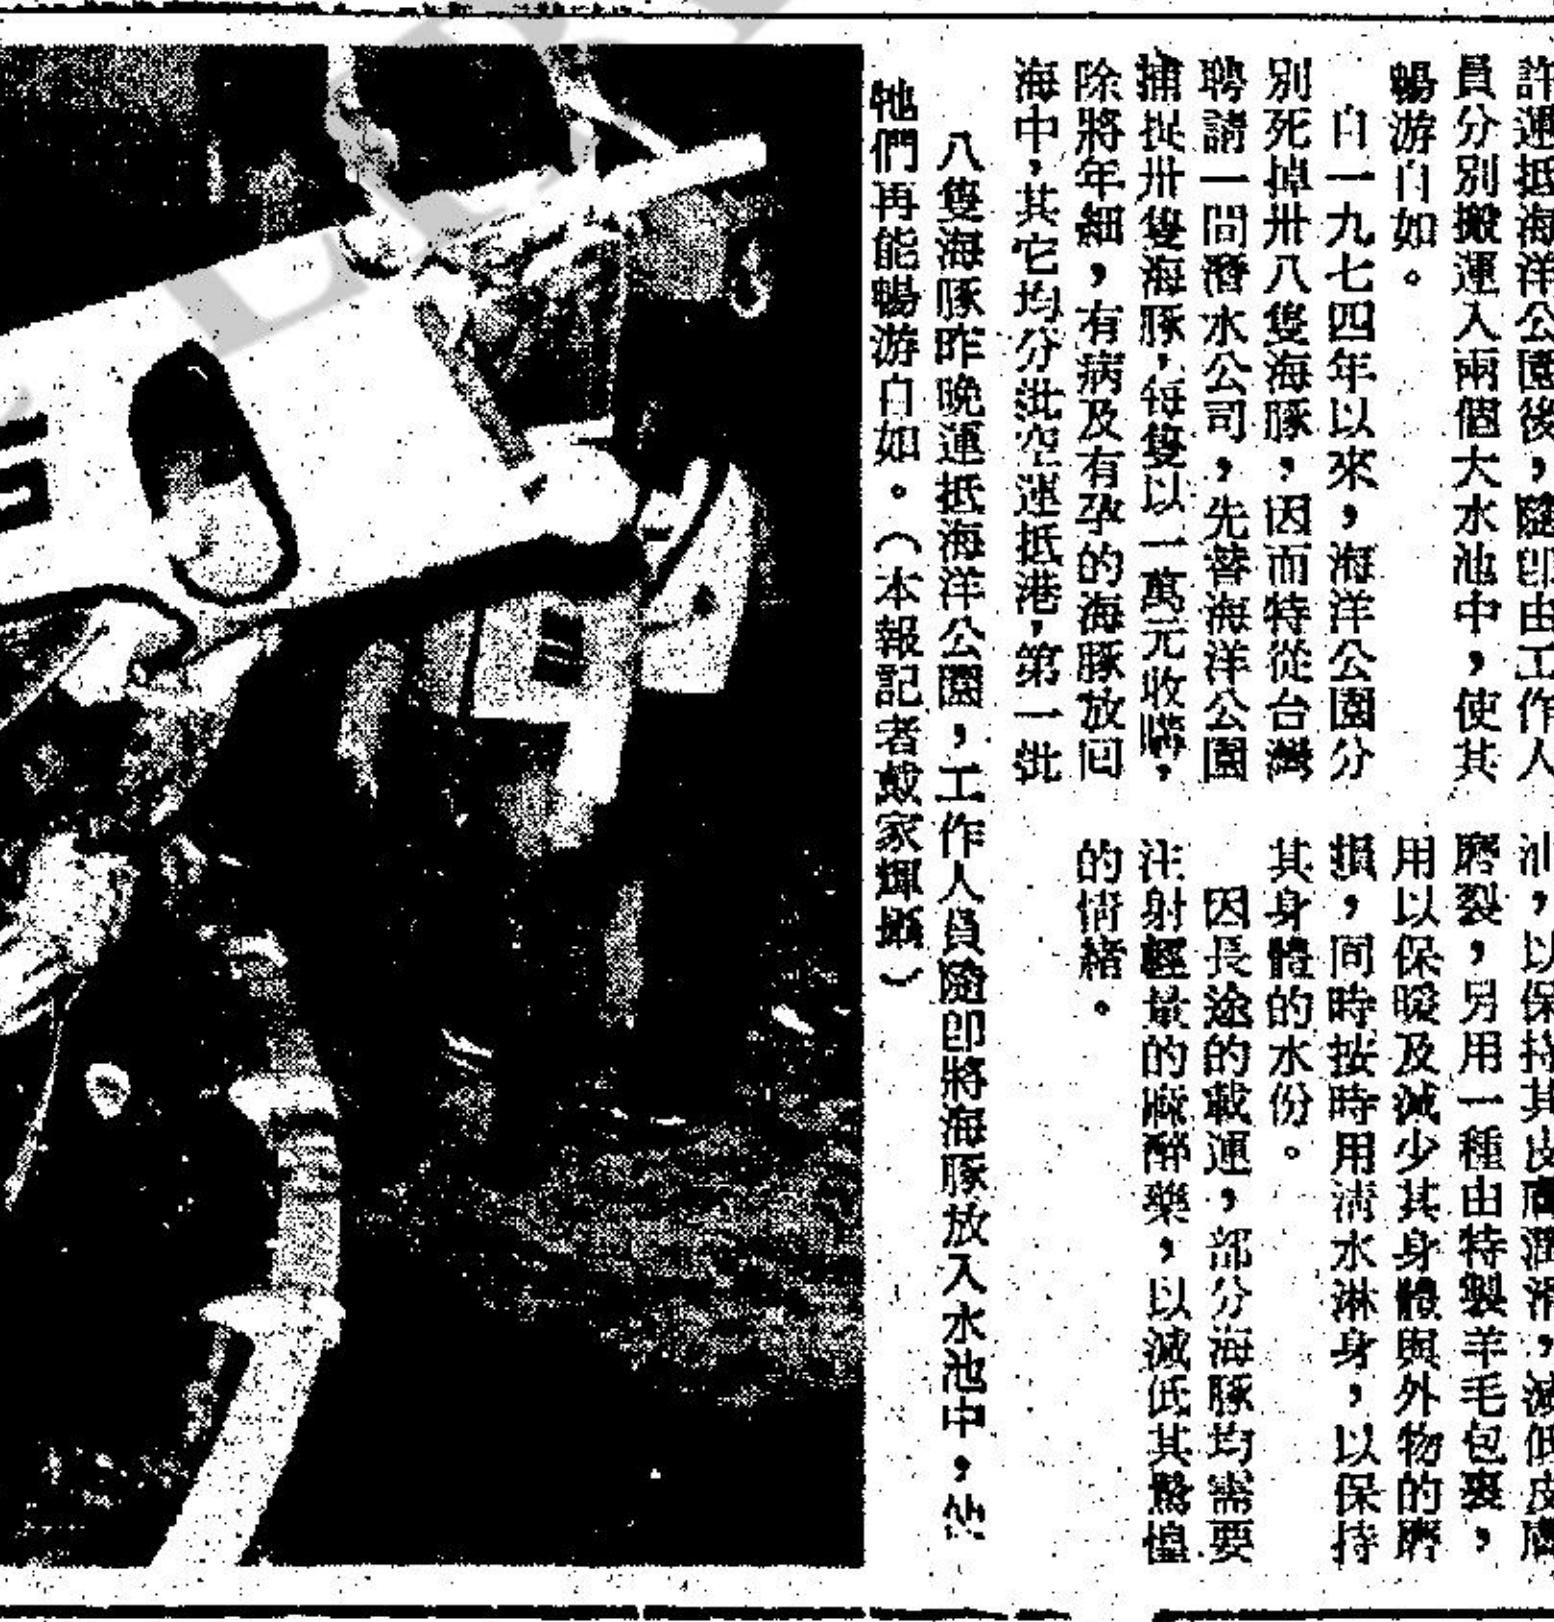 許運抵海洋公園後，隨即由工作人
員分別搬運入兩個大水池中，使其
暢游自如。
自一九七四年以來，海洋公園分
別死掉卅八隻海豚，因而特從台灣
聘請一間潛水公司，先替海洋公園
捕捉卅隻海豚，每隻以一萬元收購，
除將年細，有病及有孕的海豚放回
海中，其它均分批空運抵港，第一批
油，以保持其皮膚潤滑，減低皮膚
磨裂，另用一種由特製羊毛包裹，
用以保暖及減少其身體與外物的磨
損，同時按時用清水淋身，以保持
其身體的水份。
因長途的載運，部分海豚均需要
注射輕量的麻醉藥，以減低其驚惶
的情緒。
八隻海豚昨晚運抵海洋公園，工作人員隨即將海豚放入水池中，
牠們再能暢游自如。（本報記者戴家輝攝）